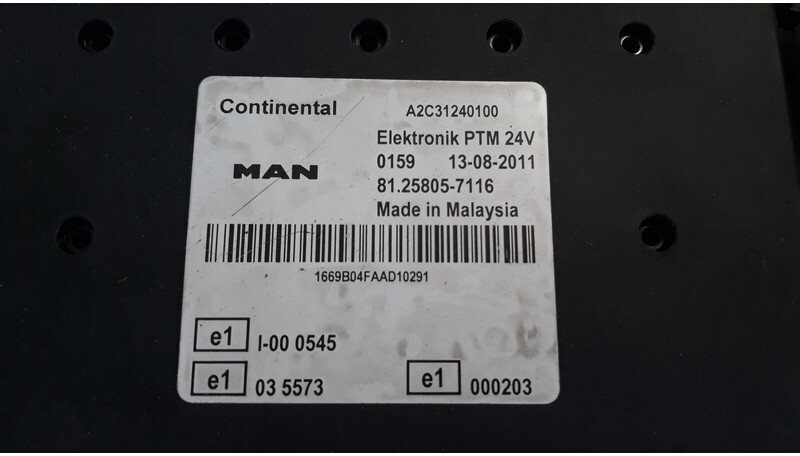 Continental A2C31240100
Elektronik PTM 24V
MAN 0159 13-08-2011
81.25805-7116
Made in Malaysia
1669B04FAAD10291
e1 I-00 0545
e1 03 5573 e1 000203